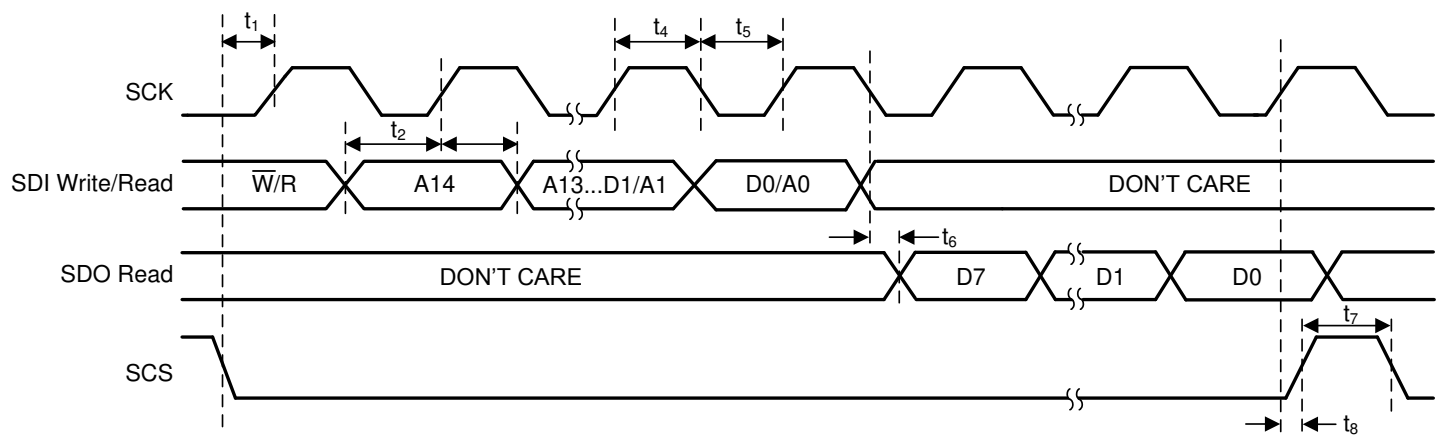 t₁ t₄ t₅
SCK
t₂
SDI Write/Read W̅/R A14 A13...D1/A1 D0/A0 DON'T CARE
t₆
SDO Read DON'T CARE D7 D1 D0
t₇
SCS
t₈